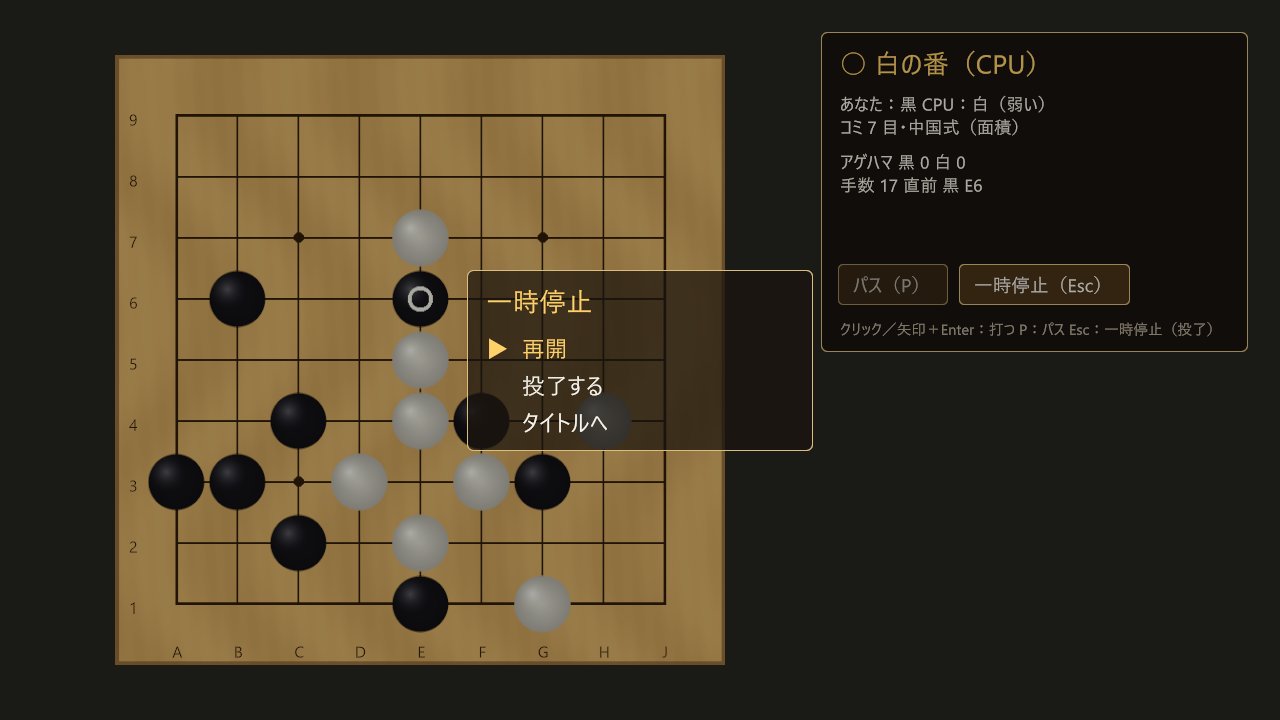 ○ 白の番（CPU）
あなた：黒 CPU：白（弱い）
コミ 7 目・中国式（面積）
アゲハマ 黒 0 白 0
手数 17 直前 黒 E6
パス（P）
一時停止（Esc）
クリック／矢印＋Enter：打つ P：パス Esc：一時停止（投了）
一時停止
▶ 再開
投了する
タイトルへ
9
8
7
6
5
4
3
2
1
A B C D E F G H J